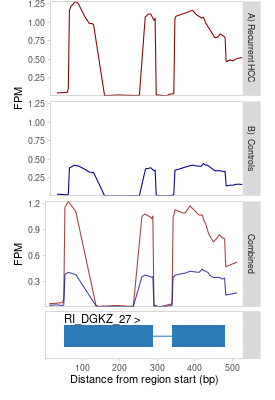 1.25
1.00
0.75
0.50
0.25
A) Recurrent HCC
FPM
1.25
1.00
0.75
0.50
0.25
B) Controls
1.2
0.9
0.6
0.3
FPM
Combined
RI_DGKZ_27 >
100 200 300 400 500
Distance from region start (bp)